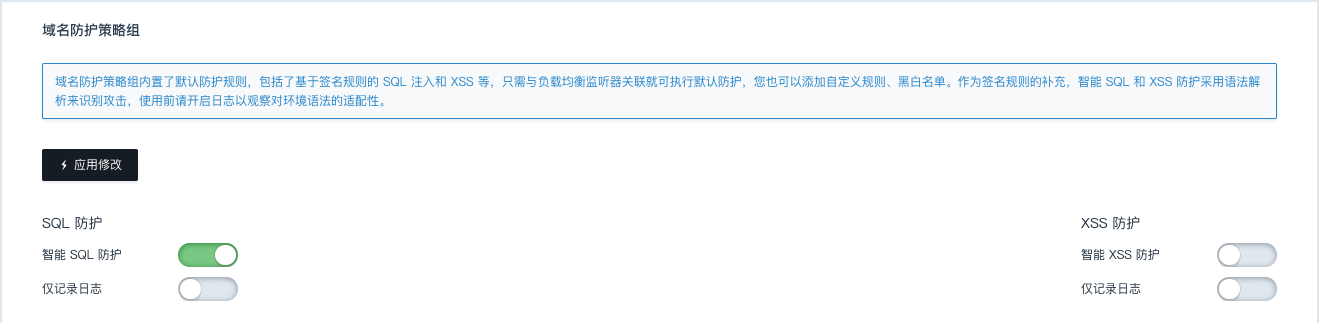 域名防护策略组
域名防护策略组内置了默认防护规则，包括了基于签名规则的 SQL 注入和 XSS 等，只需与负载均衡监听器关联就可执行默认防护，您也可以添加自定义规则、黑白名单。作为签名规则的补充，智能 SQL 和 XSS 防护采用语法解
析来识别攻击，使用前请开启日志以观察对环境语法的适配性。
应用修改
SQL 防护
智能 SQL 防护
仅记录日志
XSS 防护
智能 XSS 防护
仅记录日志